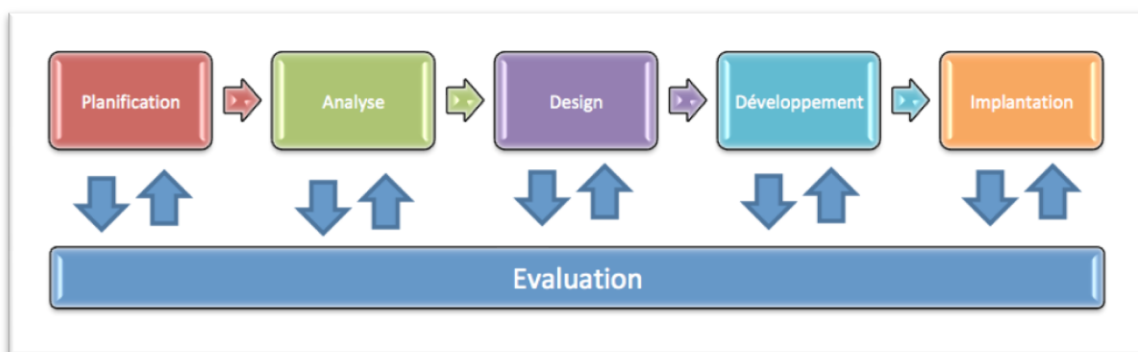 Planification
Analyse
Design
Développement
Implantation
Evaluation